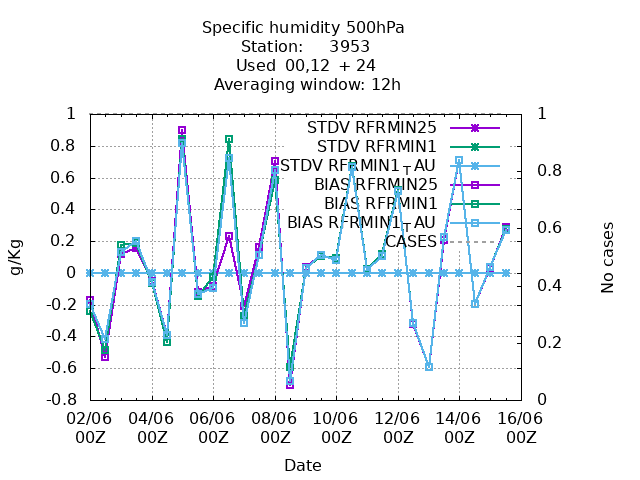 Specific humidity 500hPa
Station: 3953
Used 00,12 + 24
Averaging window: 12h
1
0.8
0.6
0.4
0.2
0
-0.2
-0.4
-0.6
-0.8
1
0.8
0.6
0.4
0.2
0
g/Kg
No cases
STDV RFRMIN25
STDV RFRMIN1
STDV RFRMIN1_AU
BIAS RFRMIN25
BIAS RFRMIN1
BIAS RFRMIN1_AU
CASES
02/06 04/06 06/06 08/06 10/06 12/06 14/06 16/06
00Z 00Z 00Z 00Z 00Z 00Z 00Z 00Z
Date